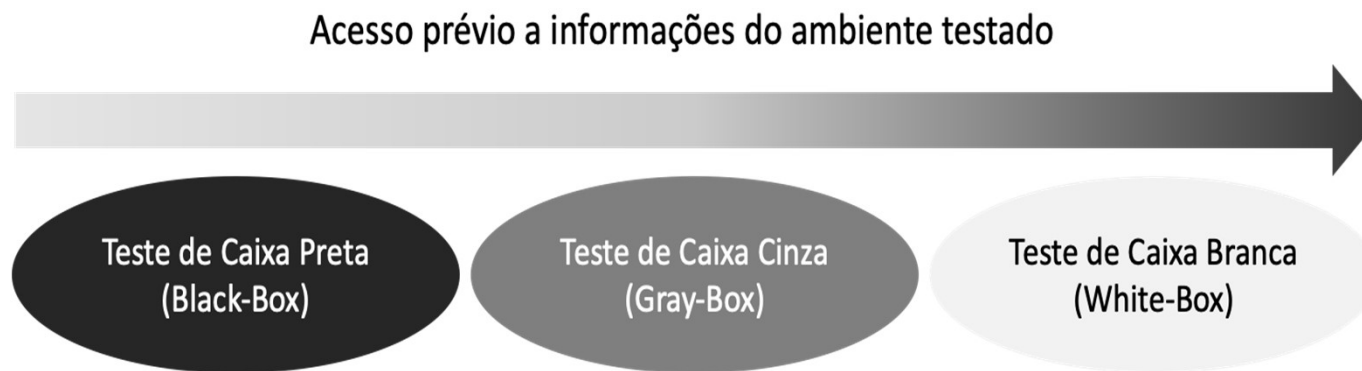 Acesso prévio a informações do ambiente testado
Teste de Caixa Preta
(Black-Box)
Teste de Caixa Cinza
(Gray-Box)
Teste de Caixa Branca
(White-Box)